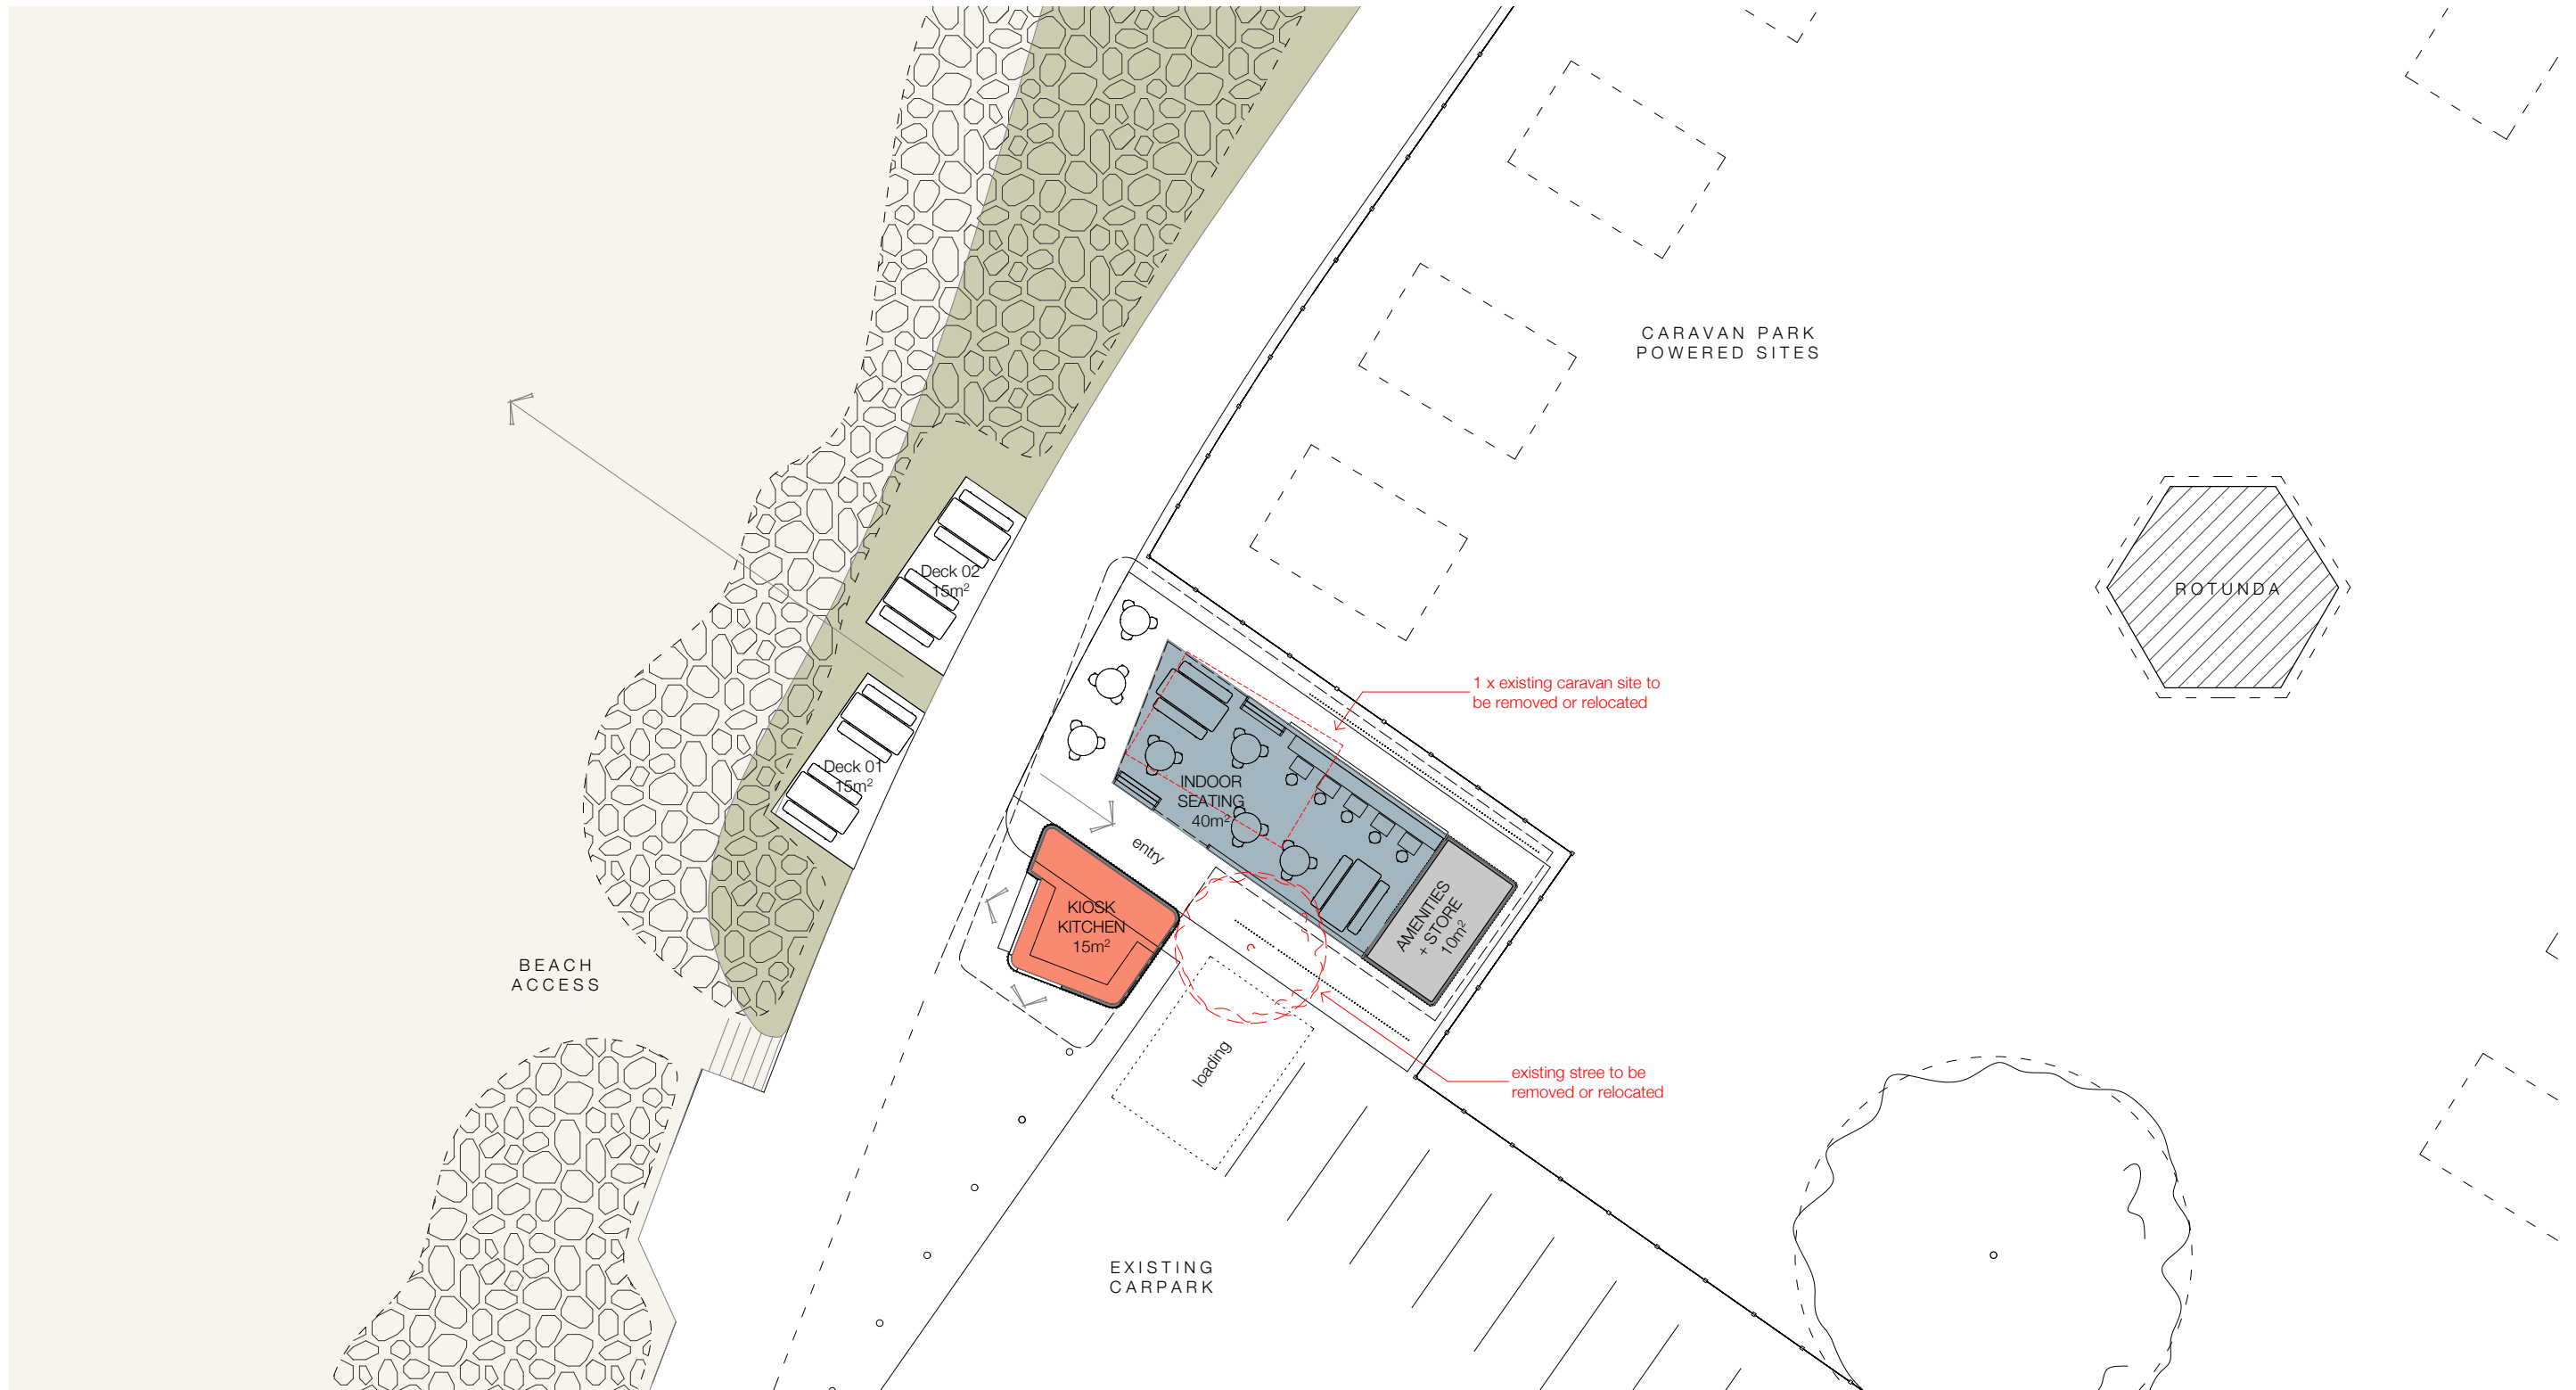 CARAVAN PARK
POWERED SITES
Deck 02
15m²
ROTUNDA
1 x existing caravan site to
be removed or relocated
Deck 01
15m²
INDOOR
SEATING
40m²
entry
KIOSK
KITCHEN
15m²
AMENITIES
+ STORE
10m²
BEACH
ACCESS
loading
existing stree to be
removed or relocated
EXISTING
CARPARK